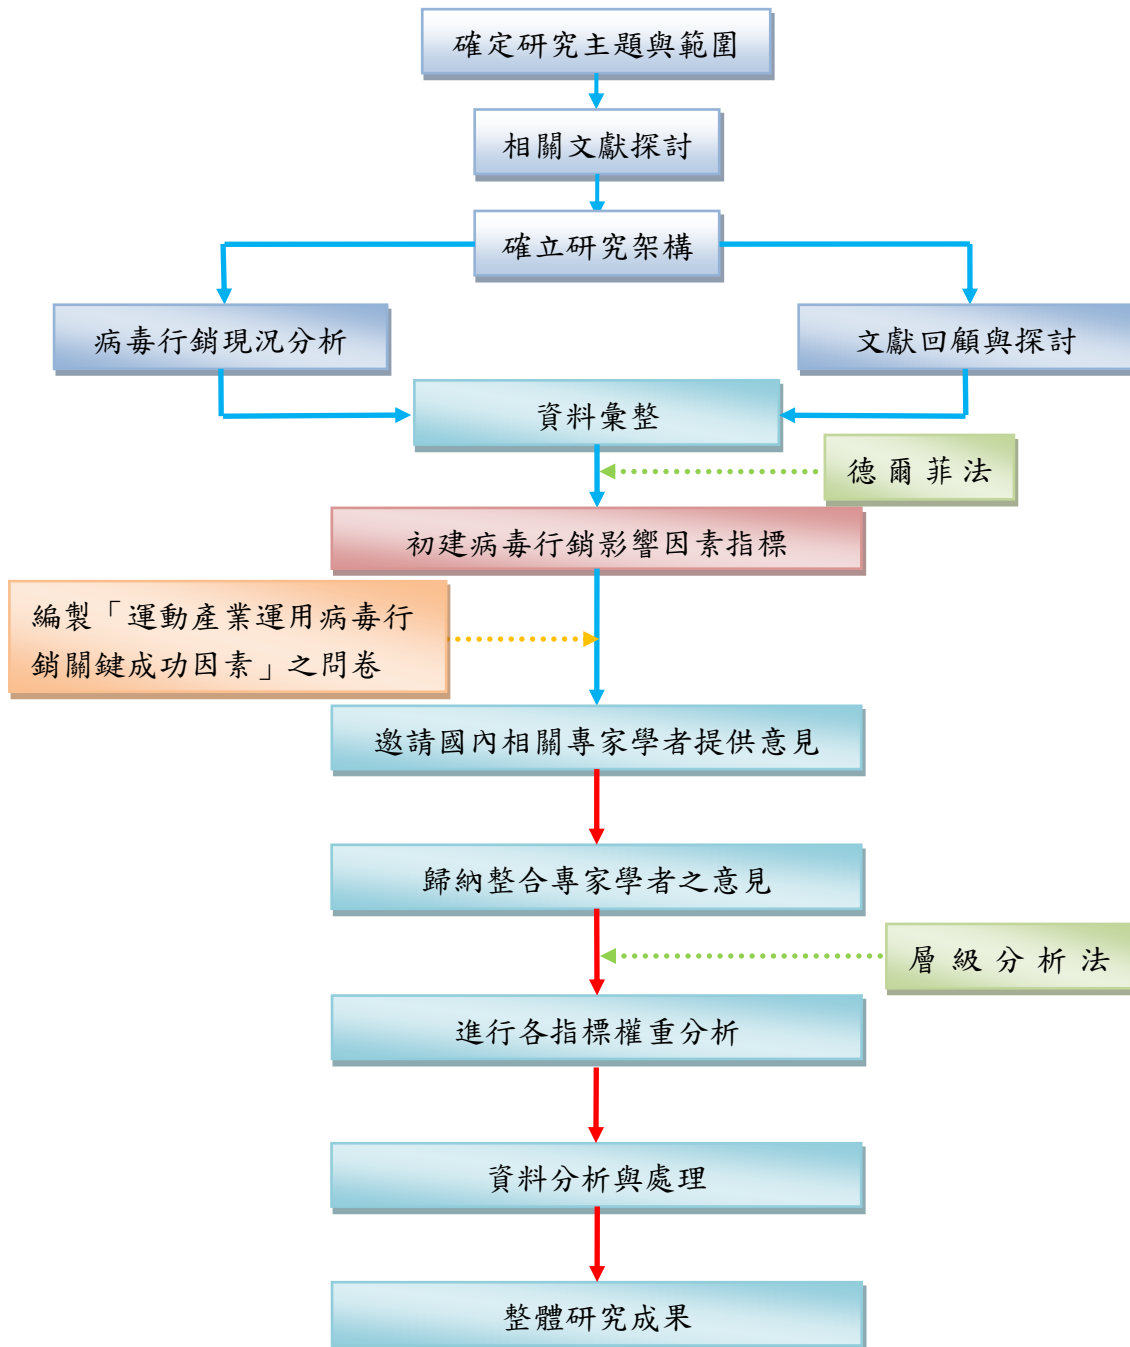 確定研究主題與範圍
相關文獻探討
確立研究架構
病毒行銷現況分析
文獻回顧與探討
資料彙整
德爾菲法
初建病毒行銷影響因素指標
編製「運動產業運用病毒行
銷關鍵成功因素」之問卷
邀請國內相關專家學者提供意見
歸納整合專家學者之意見
層級分析法
進行各指標權重分析
資料分析與處理
整體研究成果